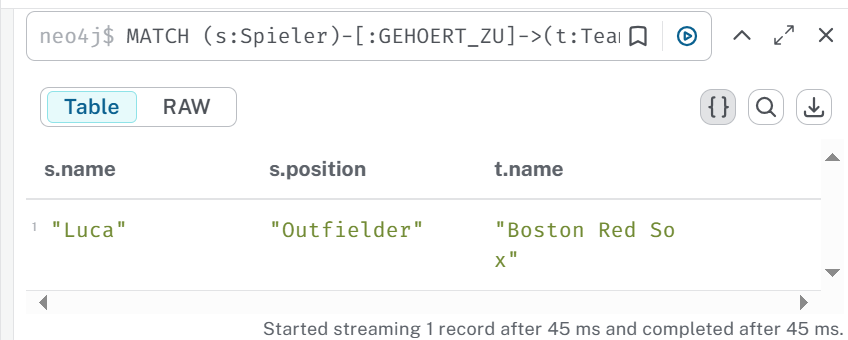 neo4j$ MATCH (s:Spieler)-[:GEHOERT_ZU]->(t:Tea
Table RAW
s.name s.position t.name
1 "Luca" "Outfielder" "Boston Red So
x"
Started streaming 1 record after 45 ms and completed after 45 ms.